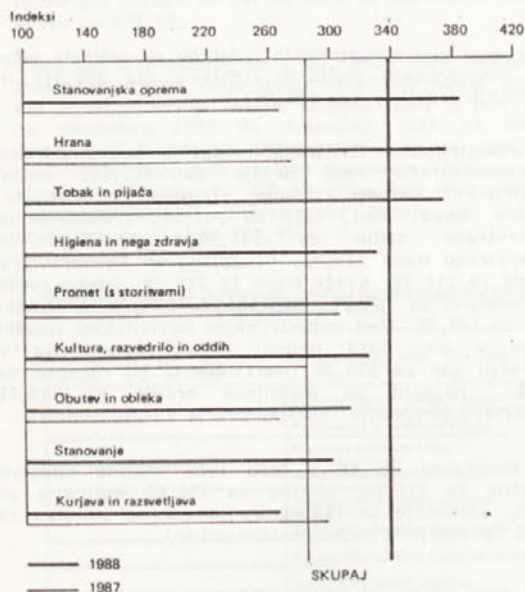 Indeksi
100 140 180 220 260 300 340 380 420
Stanovanjska oprema
Hrana
Tobak in pijača
Higiena in nega zdravja
Promet (s storitvami)
Kultura, razvedrilo in oddih
Obutev in obleka
Stanovanje
Kurjava in razsvetljava
1988
1987
SKUPAJ